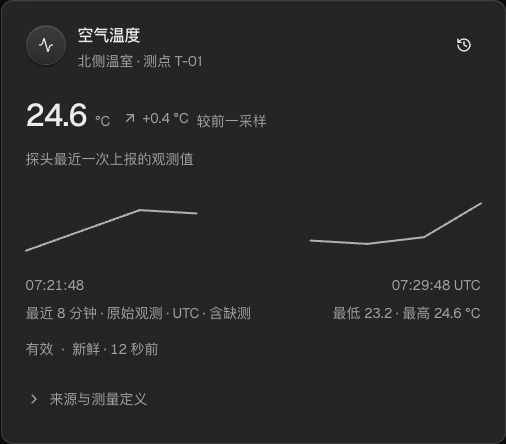 空气温度
北侧温室 · 测点 T-01
24.6 °C +0.4 °C 较前一采样
探头最近一次上报的观测值
07:21:48 07:29:48 UTC
最近 8 分钟 · 原始观测 · UTC · 含缺测 最低 23.2 · 最高 24.6 °C
有效 · 新鲜 · 12 秒前
来源与测量定义